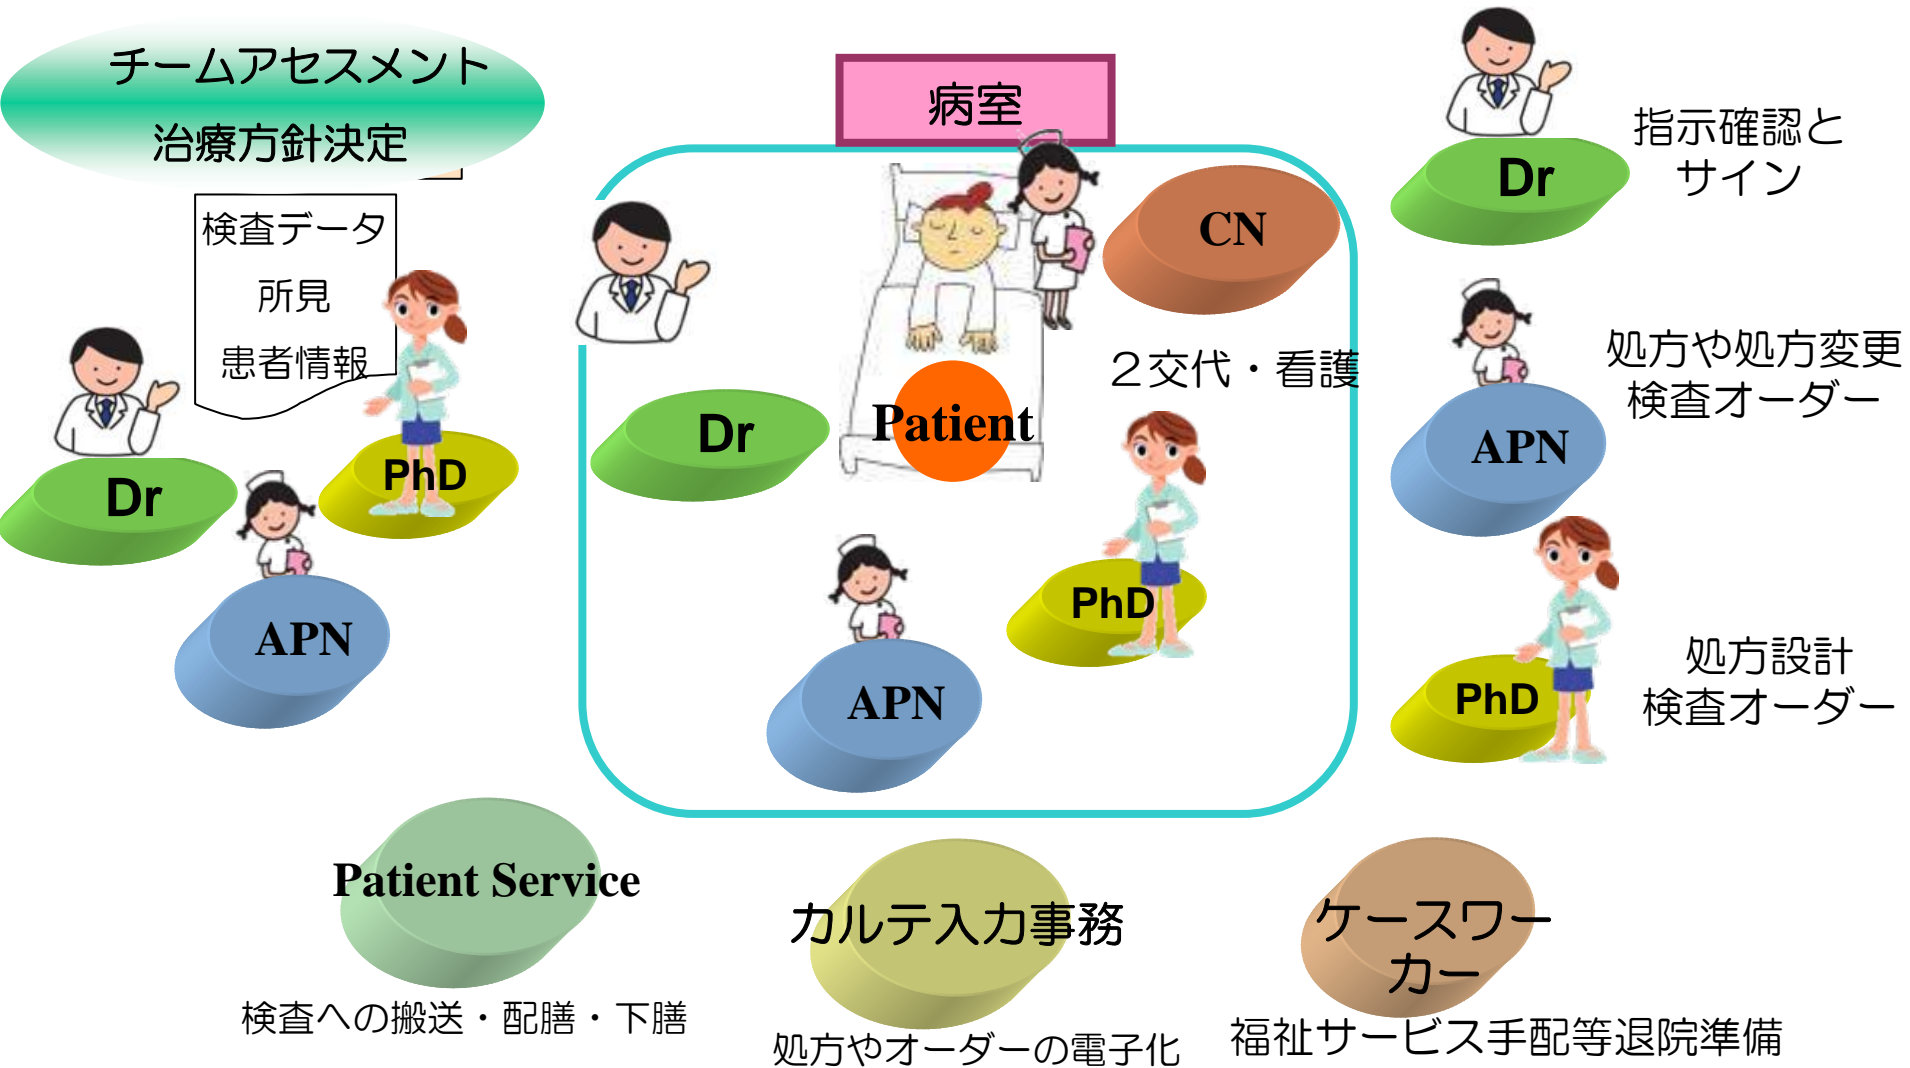 チームアセスメント
治療方針決定
検査データ
所見
患者情報
Dr
PhD
APN
病室
CN
２交代・看護
Dr
Patient
PhD
APN
Dr
指示確認と
サイン
APN
処方や処方変更
検査オーダー
PhD
処方設計
検査オーダー
Patient Service
検査への搬送・配膳・下膳
カルテ入力事務
処方やオーダーの電子化
ケースワー
カー
福祉サービス手配等退院準備